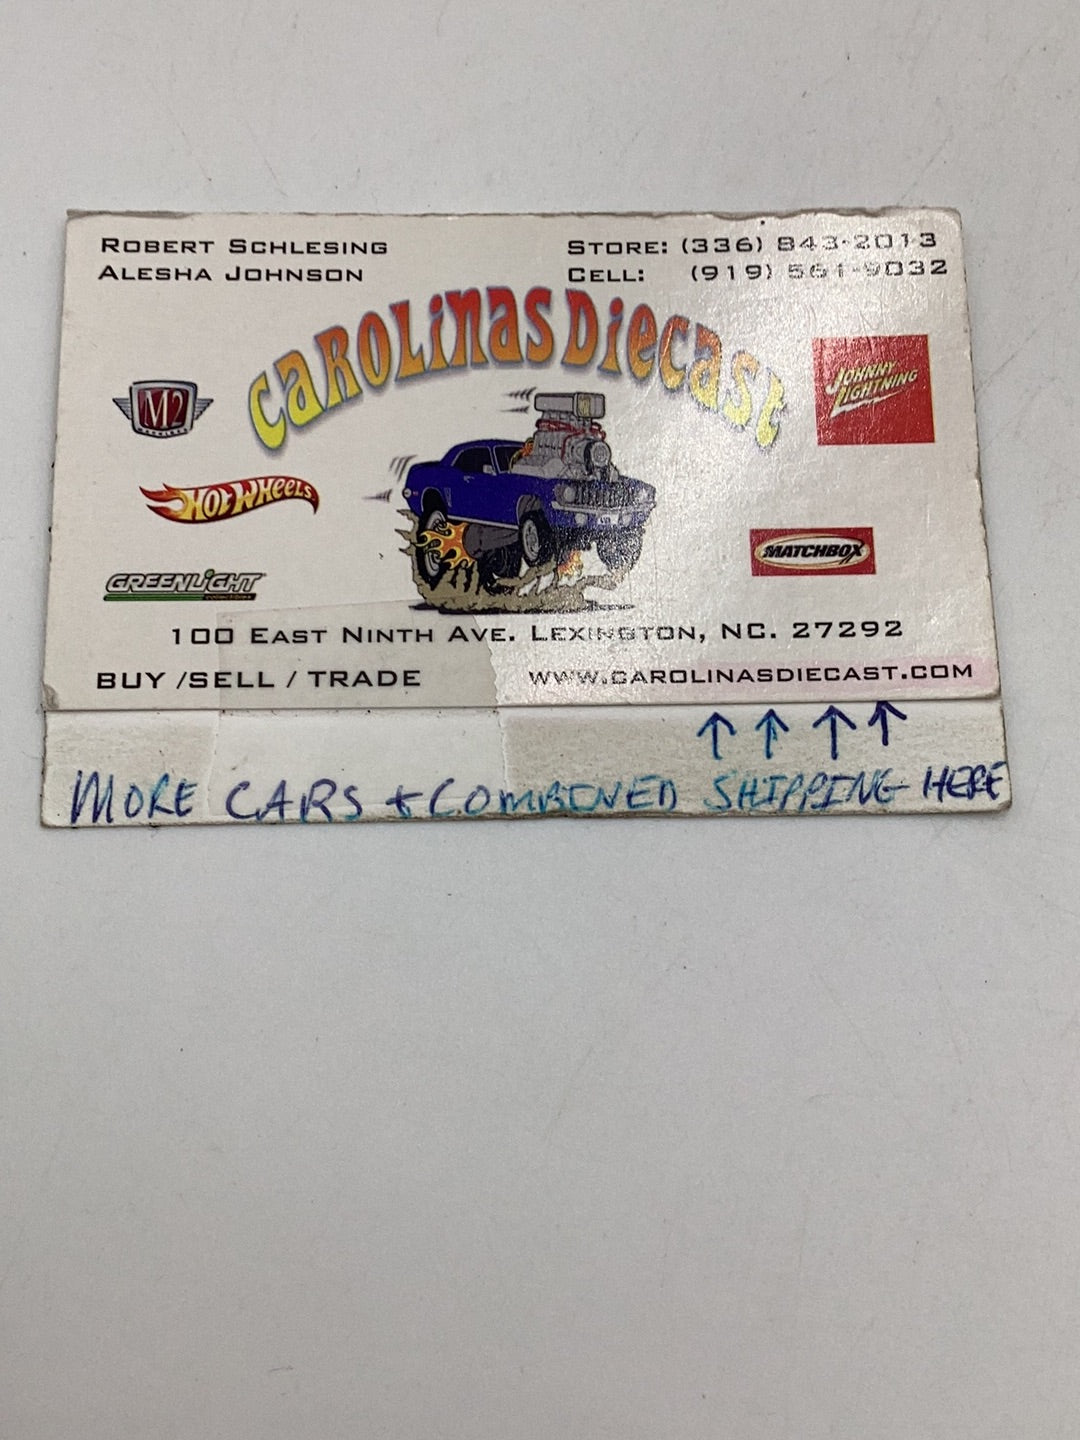 ROBERT SCHLESING
ALESHA JOHNSON
STORE: (336) 843-2013
CELL: (919) 561-9032
CAROLINAS DIECAST
M2
MACHINES
HOT WHEELS
GREENLIGHT
JOHNNY
LIGHTNING
MATCHBOX
100 EAST NINTH AVE. LEXINGTON, NC. 27292
BUY /SELL / TRADE
WWW.CAROLINASDIECAST.COM
MORE CARS + COMBINED SHIPPING HERE